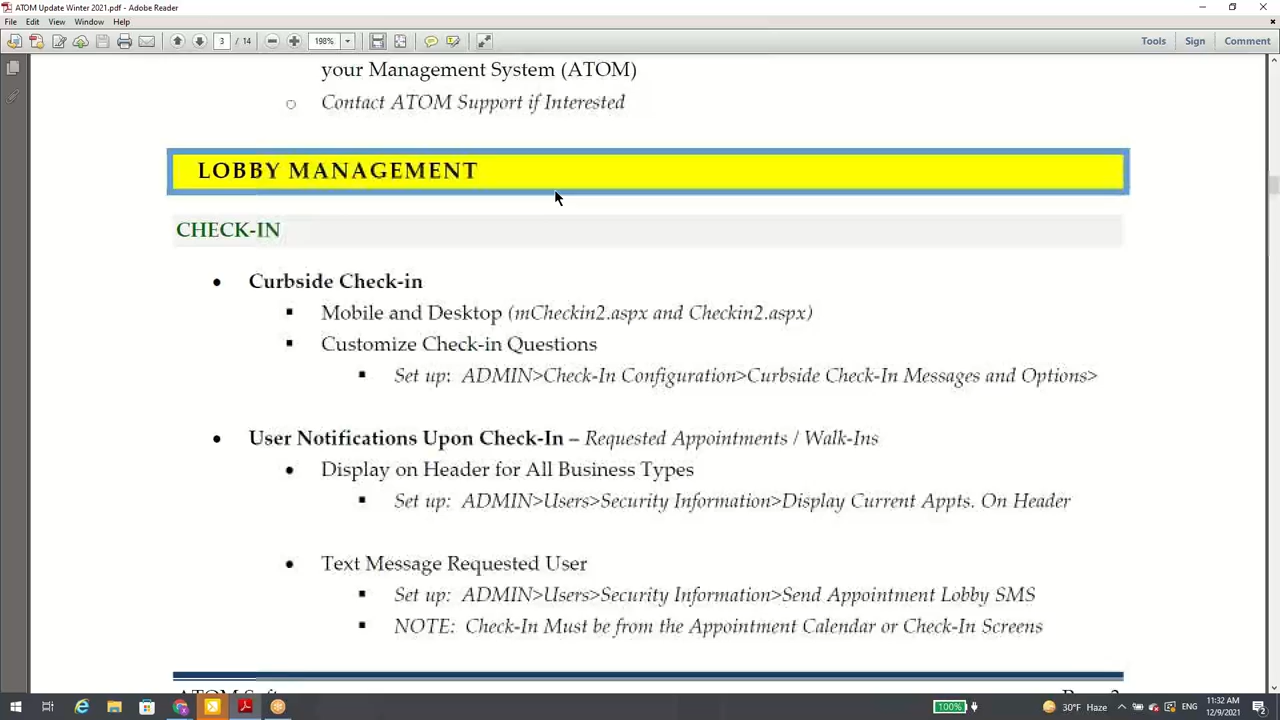 ATOM Update Winter 2021.pdf - Adobe Reader
File Edit View Window Help
3 / 14 198% Tools Sign Comment
your Management System (ATOM)
Contact ATOM Support if Interested
LOBBY MANAGEMENT
CHECK-IN
Curbside Check-in
Mobile and Desktop (mCheckin2.aspx and Checkin2.aspx)
Customize Check-in Questions
Set up: ADMIN>Check-In Configuration>Curbside Check-In Messages and Options>
User Notifications Upon Check-In – Requested Appointments / Walk-Ins
Display on Header for All Business Types
Set up: ADMIN>Users>Security Information>Display Current Appts. On Header
Text Message Requested User
Set up: ADMIN>Users>Security Information>Send Appointment Lobby SMS
NOTE: Check-In Must be from the Appointment Calendar or Check-In Screens
100% 30°F Haze ENG 11:32 AM
12/9/2021